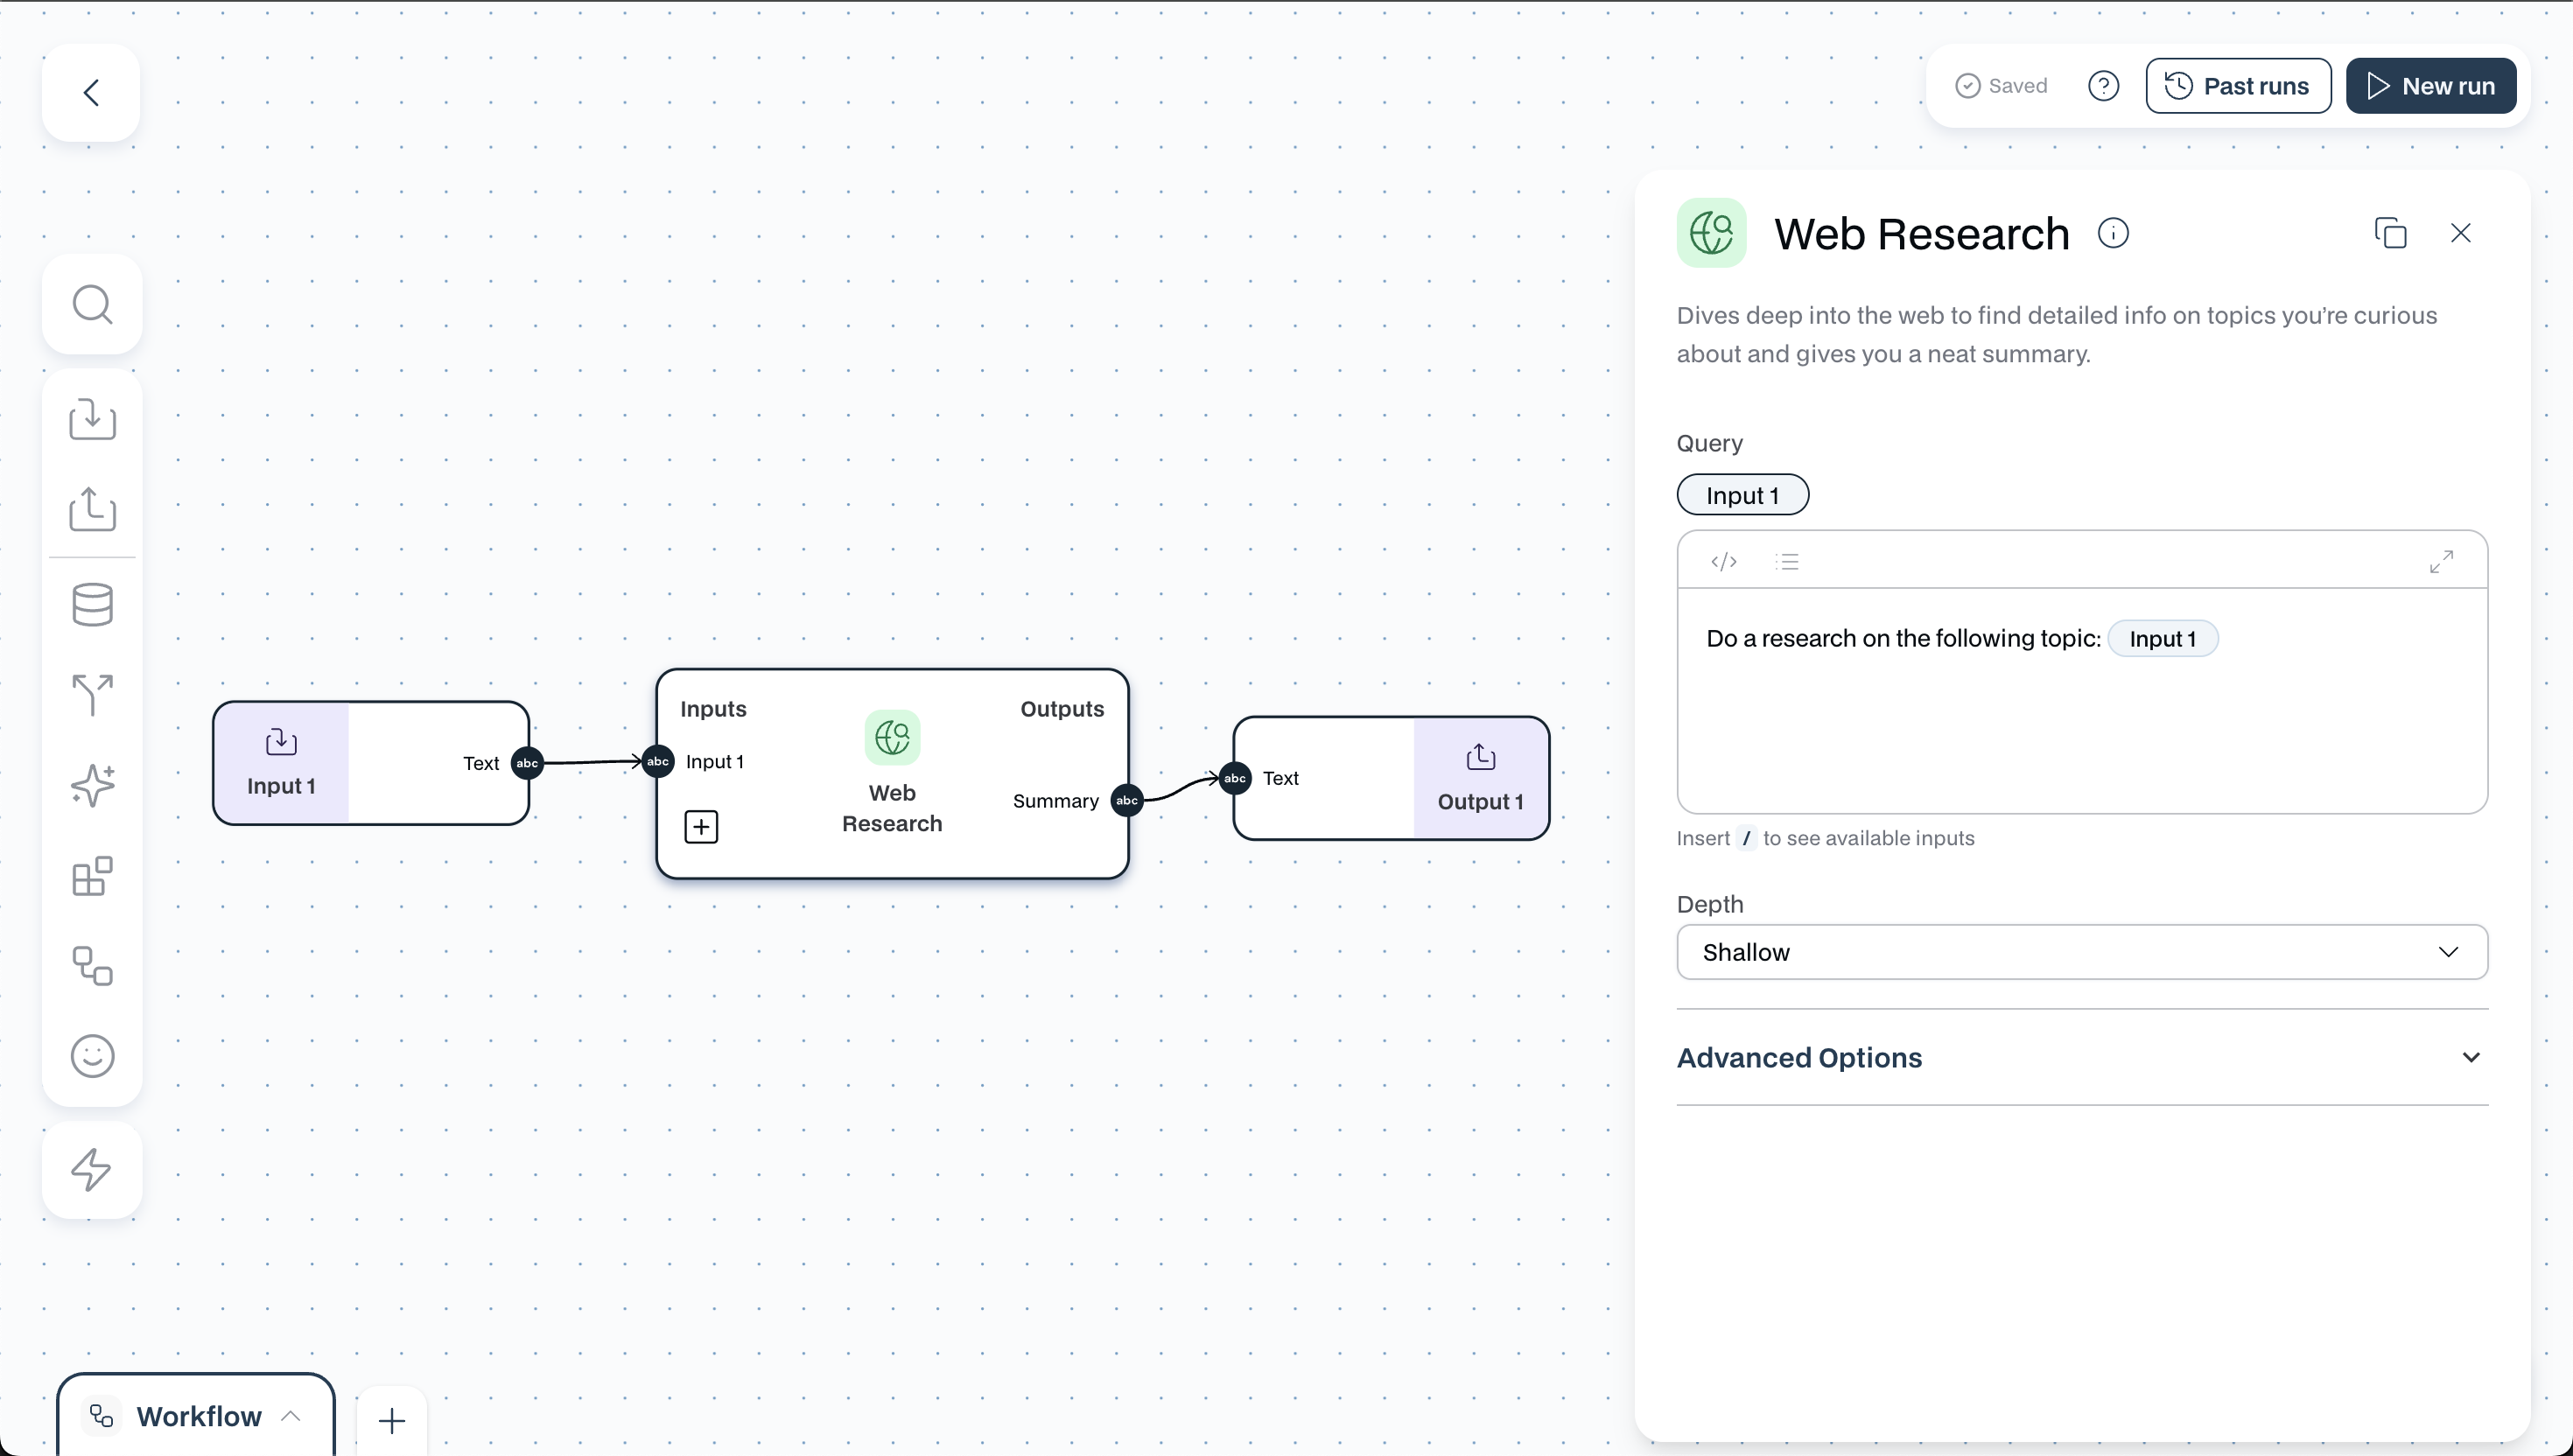 Saved
Past runs
New run
Web Research
Dives deep into the web to find detailed info on topics you’re curious
about and gives you a neat summary.
Query
Input 1
Do a research on the following topic: Input 1
Insert / to see available inputs
Depth
Shallow
Advanced Options
Input 1
Text
abc
Inputs
Outputs
abc
Input 1
Web
Research
Summary
abc
abc
Text
Output 1
Workflow